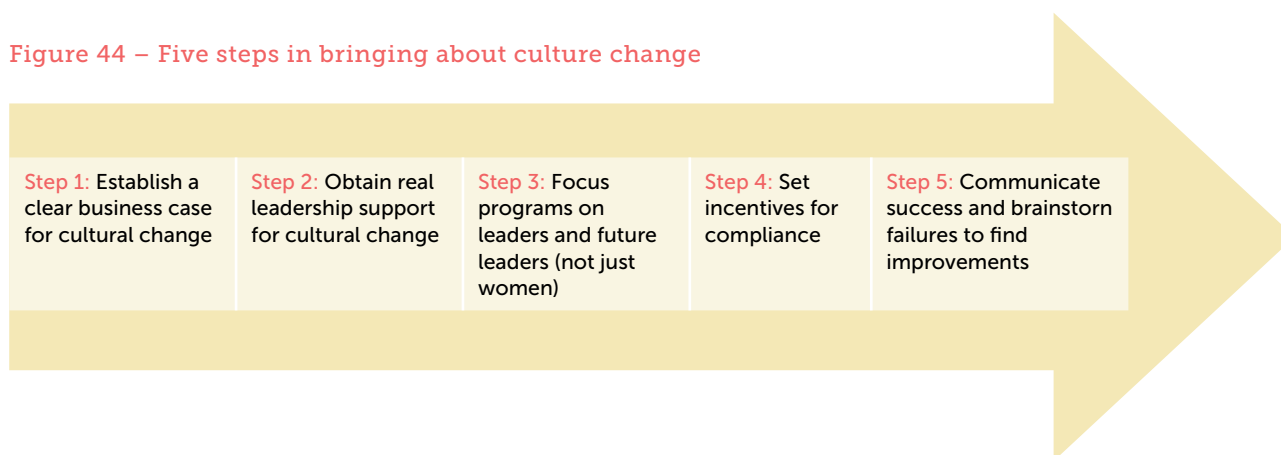 Figure 44 – Five steps in bringing about culture change
Step 1: Establish a
clear business case
for cultural change
Step 2: Obtain real
leadership support
for cultural change
Step 3: Focus
programs on
leaders and future
leaders (not just
women)
Step 4: Set
incentives for
compliance
Step 5: Communicate
success and brainstorn
failures to find
improvements